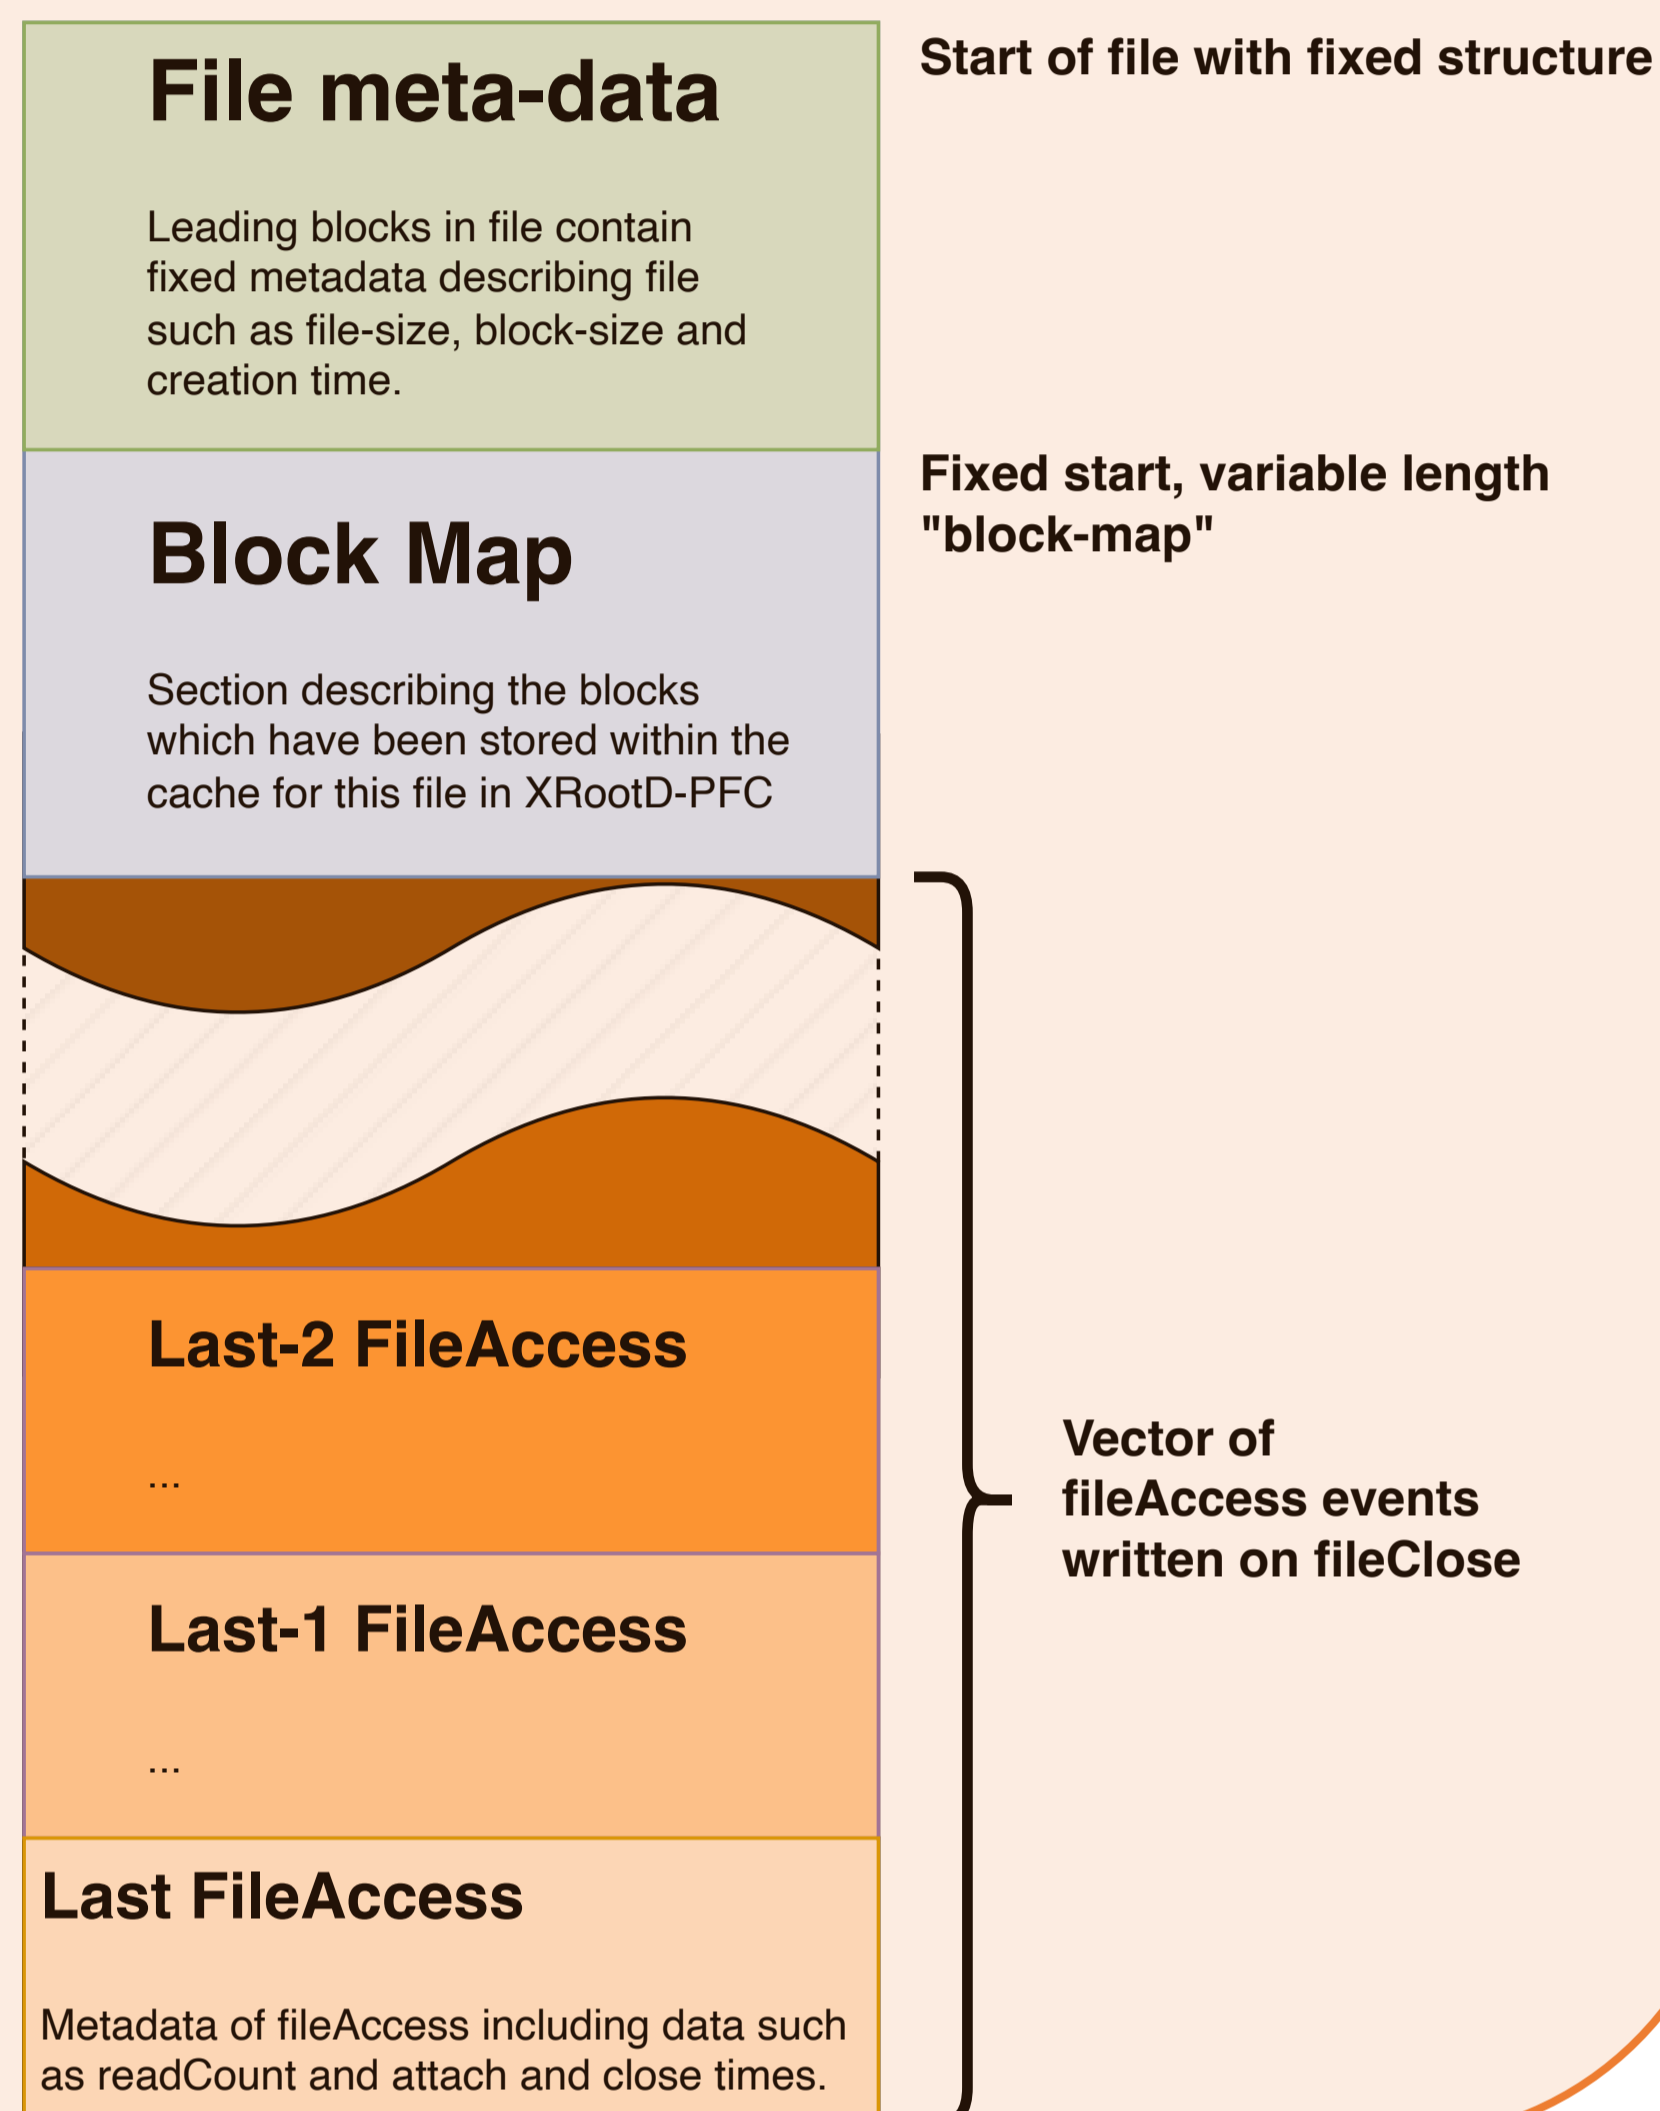 File meta-data
Start of file with fixed structure
Leading blocks in file contain
fixed metadata describing file
such as file-size, block-size and
creation time.
Fixed start, variable length
"block-map"
Block Map
Section describing the blocks
which have been stored within the
cache for this file in XRootD-PFC
Last-2 FileAccess
...
Vector of
fileAccess events
written on fileClose
Last-1 FileAccess
...
Last FileAccess
Metadata of fileAccess including data such
as readCount and attach and close times.